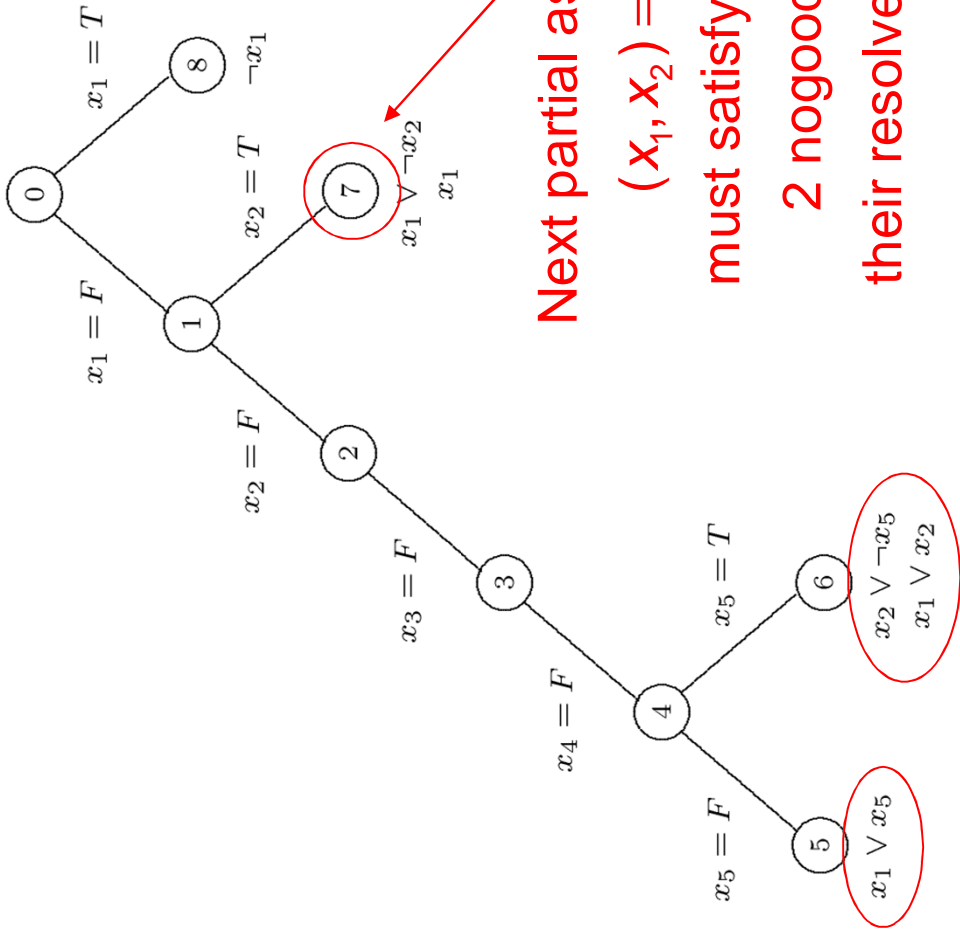 0
x₁ = F
x₁ = T
1
8
¬x₁
x₂ = F
x₂ = T
2
7
x₁ ∨ ¬x₂
x₁
x₃ = F
3
x₄ = F
4
x₅ = F
x₅ = T
5
x₁ ∨ x₅
6
x₂ ∨ ¬x₅
x₁ ∨ x₂
Next partial as
(x₁, x₂) =
must satisfy
2 nogood
their resolve